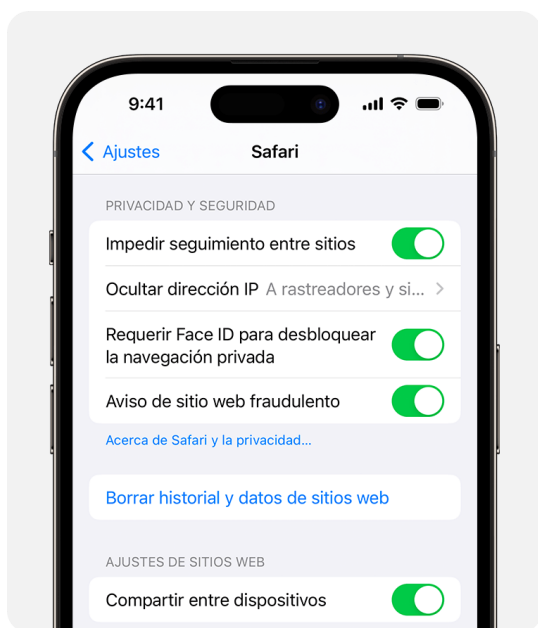 9:41
Ajustes
Safari
PRIVACIDAD Y SEGURIDAD
Impedir seguimiento entre sitios
Ocultar dirección IP A rastreadores y si...
Requerir Face ID para desbloquear
la navegación privada
Aviso de sitio web fraudulento
Acerca de Safari y la privacidad...
Borrar historial y datos de sitios web
AJUSTES DE SITIOS WEB
Compartir entre dispositivos